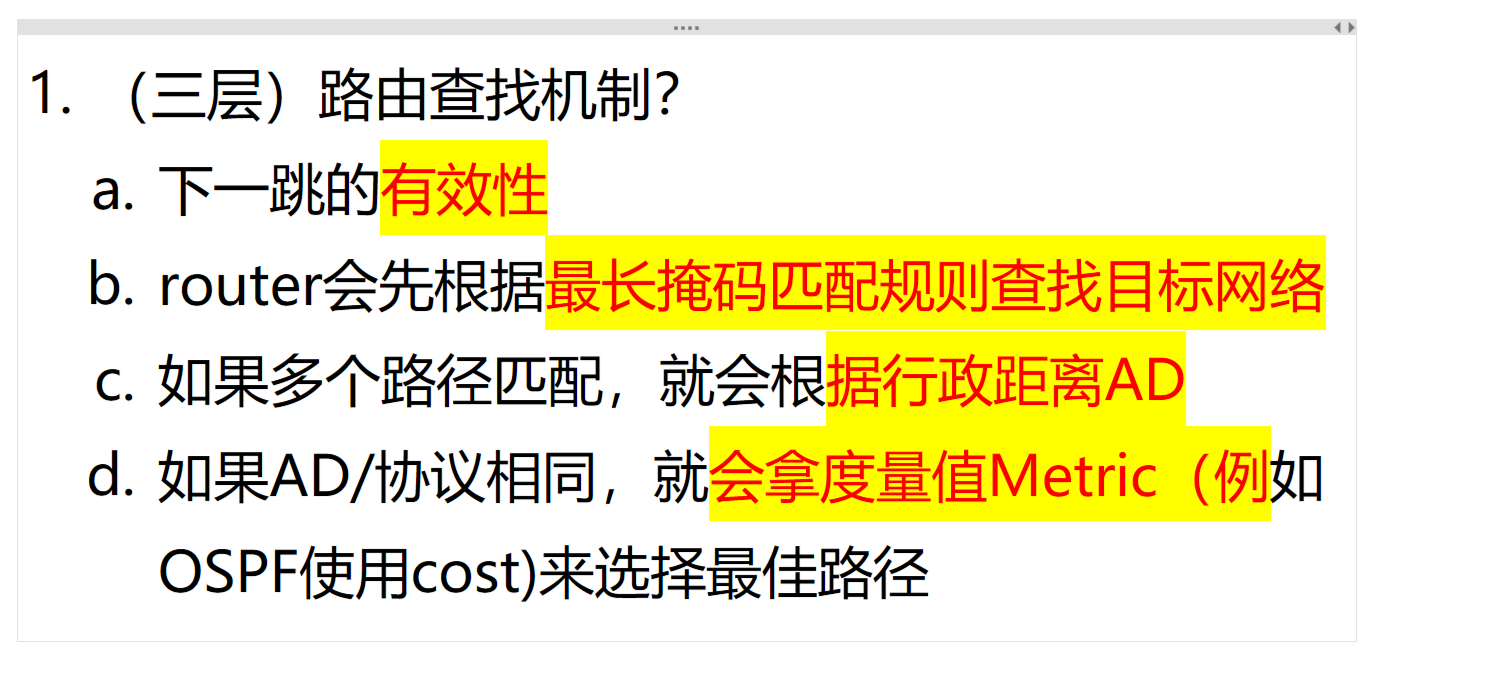 1. （三层）路由查找机制？
a. 下一跳的有效性
b. router会先根据最长掩码匹配规则查找目标网络
c. 如果多个路径匹配，就会根据行政距离AD
d. 如果AD/协议相同，就会拿度量值Metric（例如
OSPF使用cost)来选择最佳路径